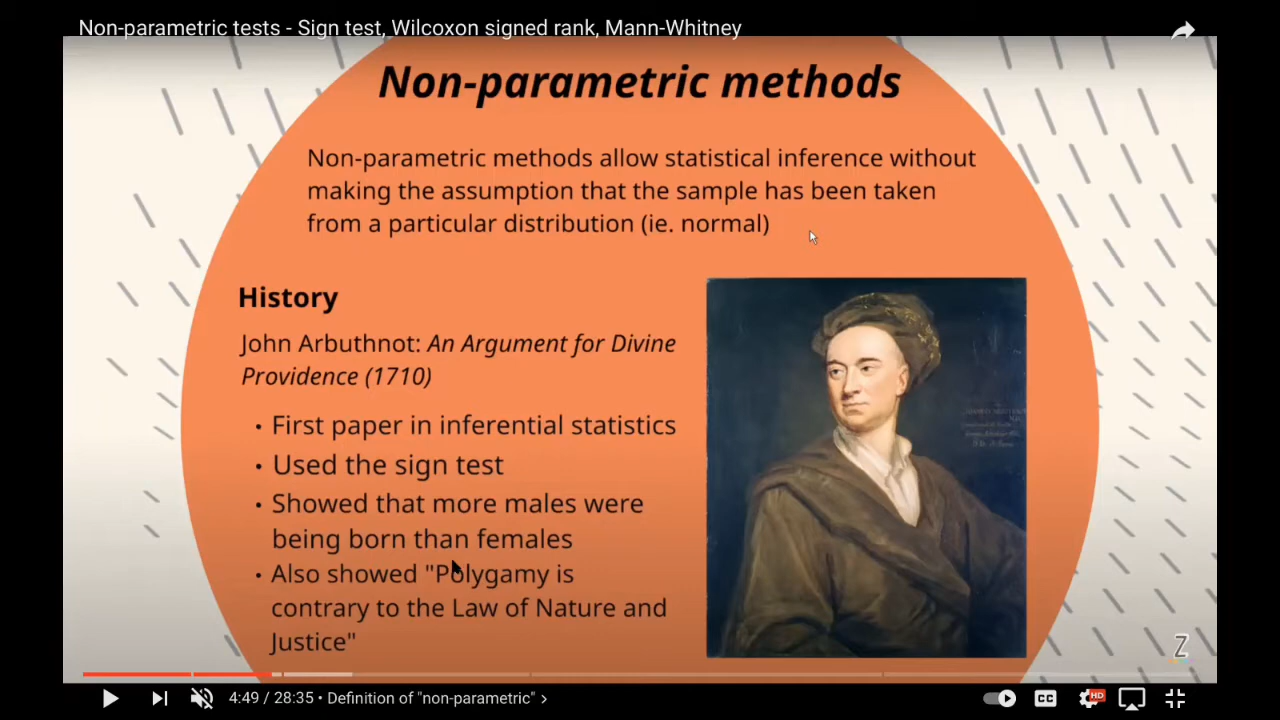 Non-parametric tests - Sign test, Wilcoxon signed rank, Mann-Whitney
Non-parametric methods
Non-parametric methods allow statistical inference without
making the assumption that the sample has been taken
from a particular distribution (ie. normal)
History
John Arbuthnot: An Argument for Divine
Providence (1710)
• First paper in inferential statistics
• Used the sign test
• Showed that more males were
being born than females
• Also showed "Polygamy is
contrary to the Law of Nature and
Justice"
Z
4:49 / 28:35 • Definition of "non-parametric" >
CC
HD